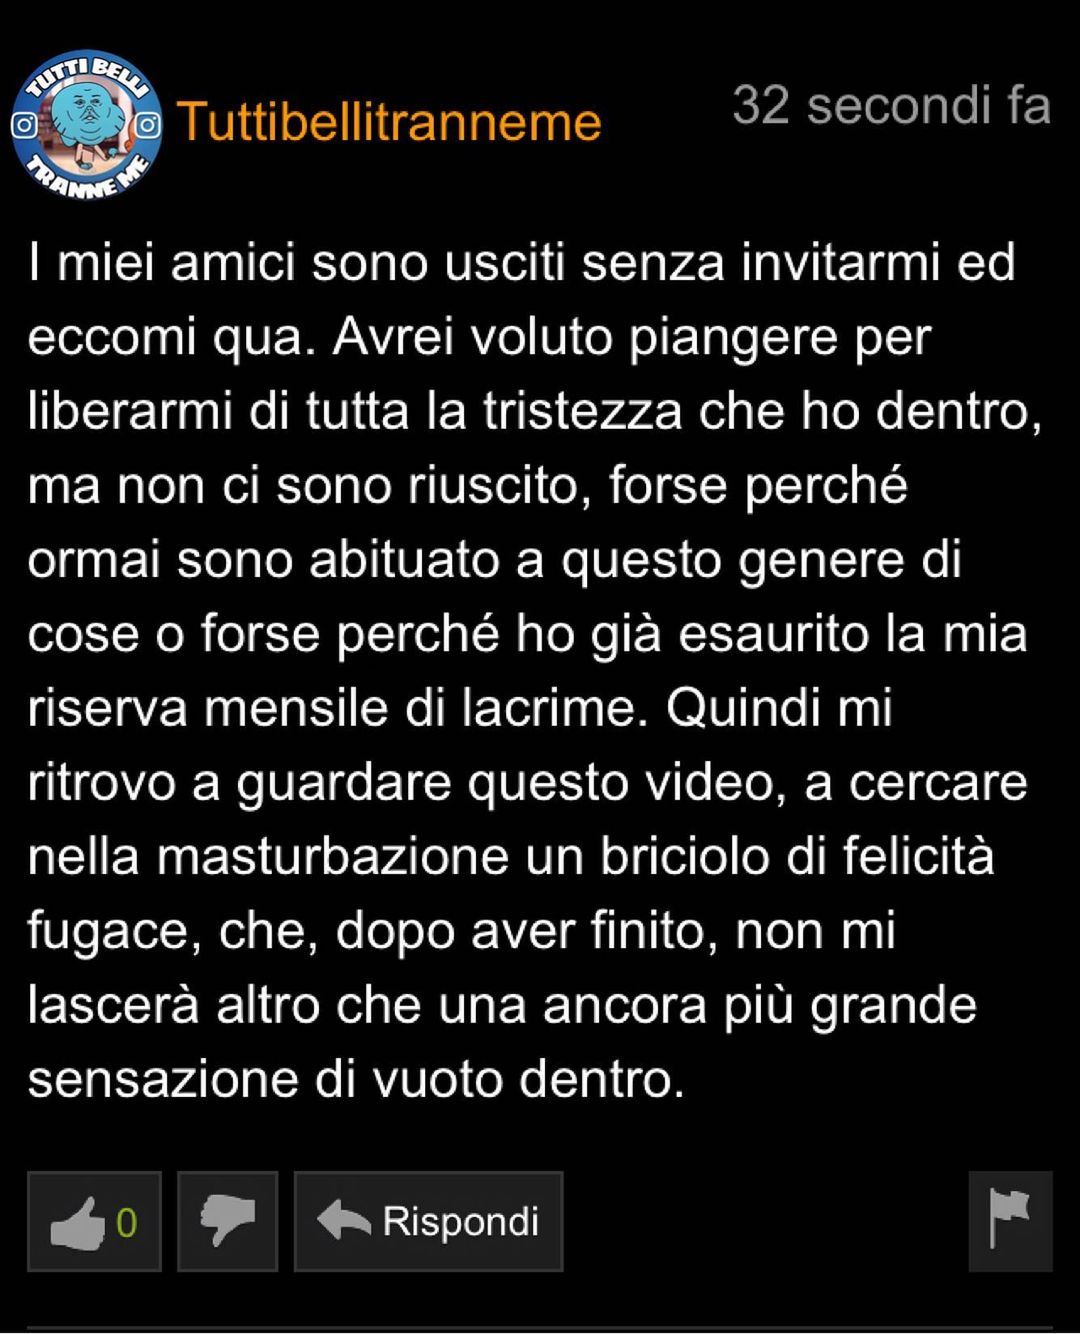 TUTTI BELLI
TRANNE ME
Tuttibellitranneme
32 secondi fa
I miei amici sono usciti senza invitarmi ed
eccomi qua. Avrei voluto piangere per
liberarmi di tutta la tristezza che ho dentro,
ma non ci sono riuscito, forse perché
ormai sono abituato a questo genere di
cose o forse perché ho già esaurito la mia
riserva mensile di lacrime. Quindi mi
ritrovo a guardare questo video, a cercare
nella masturbazione un briciolo di felicità
fugace, che, dopo aver finito, non mi
lascerà altro che una ancora più grande
sensazione di vuoto dentro.
0
Rispondi